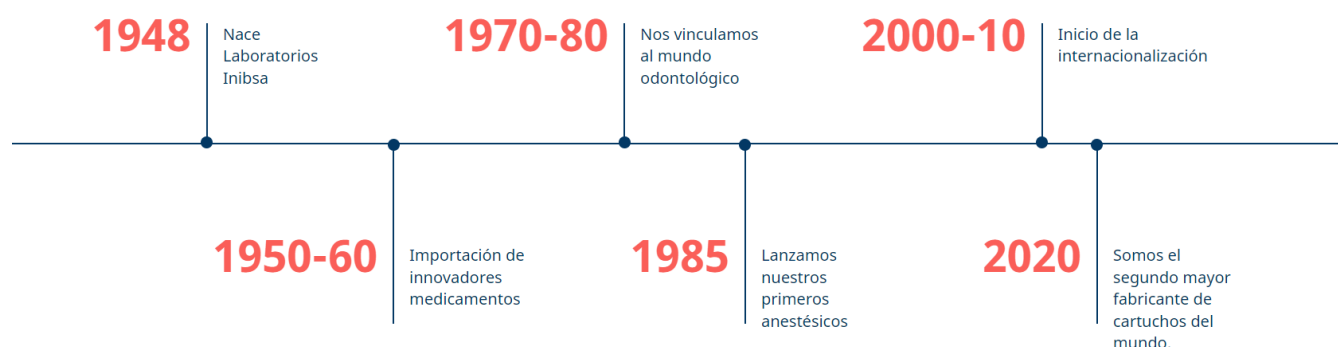 1948
Nace
Laboratorios
Inibsa
1950-60
Importación de
innovadores
medicamentos
1970-80
Nos vinculamos
al mundo
odontológico
1985
Lanzamos
nuestros
primeros
anestésicos
2000-10
Inicio de la
internacionalización
2020
Somos el
segundo mayor
fabricante de
cartuchos del
mundo.